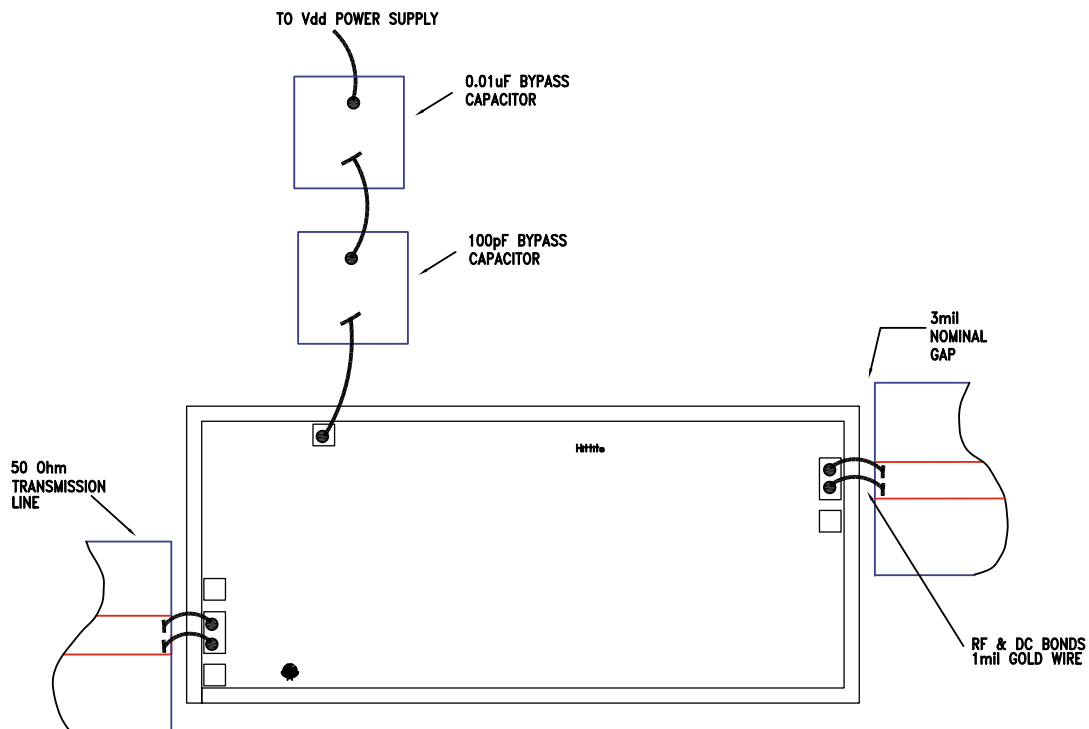 TO Vdd POWER SUPPLY
0.01uF BYPASS
CAPACITOR
100pF BYPASS
CAPACITOR
3mil
NOMINAL
GAP
Hittite
50 Ohm
TRANSMISSION
LINE
RF & DC BONDS
1mil GOLD WIRE